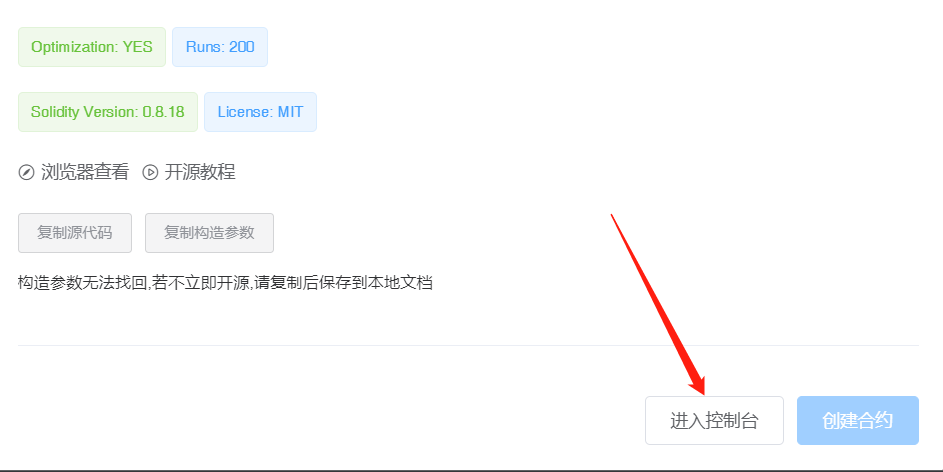 Optimization: YES Runs: 200
Solidity Version: 0.8.18 License: MIT
浏览器查看 开源教程
复制源代码 复制构造参数
构造参数无法找回,若不立即开源,请复制后保存到本地文档
进入控制台 创建合约